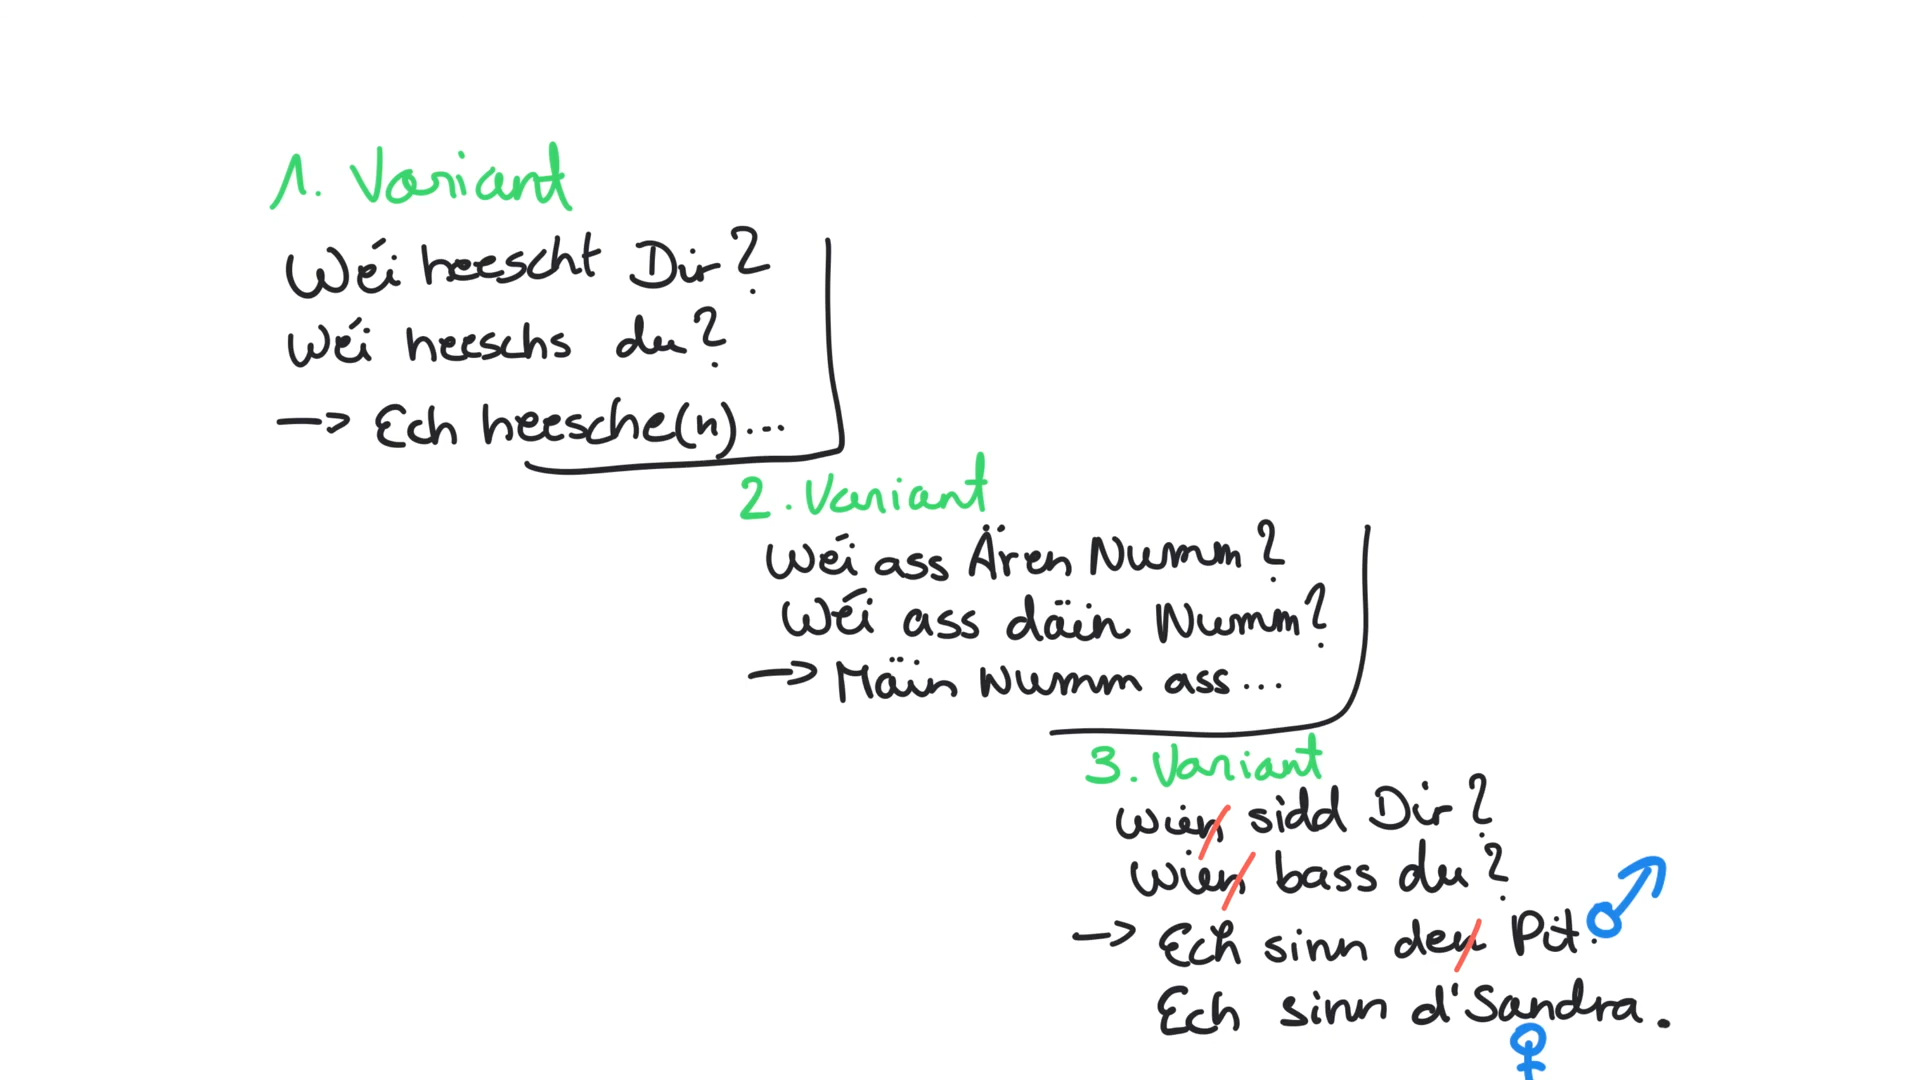 1. Variant
Wéi heescht Dir?
Wéi heeschs du?
→ Ech heesche(n)...
2. Variant
Wéi ass Ären Numm?
Wéi ass däin Numm?
→ Mäin Numm ass...
3. Variant
Wien sidd Dir?
Wien bass du?
→ Ech sinn den Pit.
Ech sinn d'Sandra.